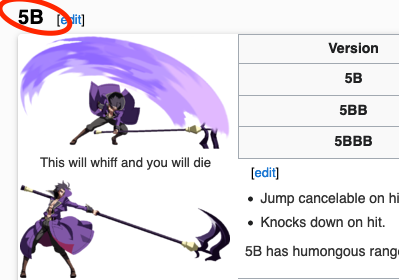 5B [edit]
Version
5B
5BB
5BBB
This will whiff and you will die
[edit]
Jump cancelable on hi
Knocks down on hit.
5B has humongous rang